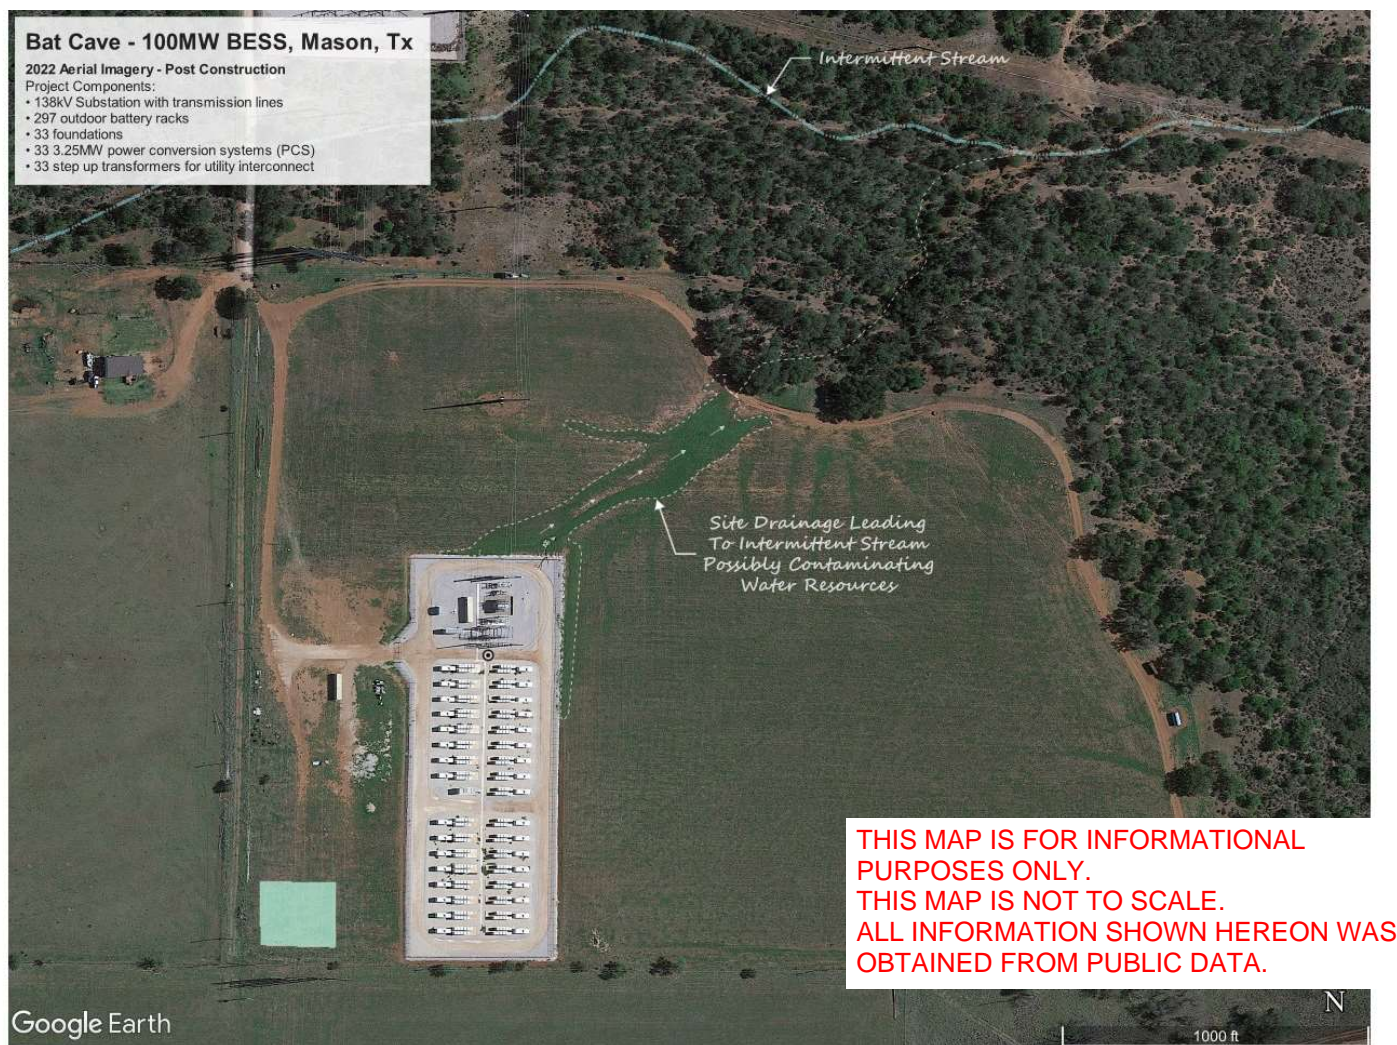 Bat Cave - 100MW BESS, Mason, Tx
2022 Aerial Imagery - Post Construction
Project Components:
• 138kV Substation with transmission lines
• 297 outdoor battery racks
• 33 foundations
• 33 3.25MW power conversion systems (PCS)
• 33 step up transformers for utility interconnect
Intermittent Stream
Site Drainage Leading
To Intermittent Stream
Possibly Contaminating
Water Resources
THIS MAP IS FOR INFORMATIONAL
PURPOSES ONLY.
THIS MAP IS NOT TO SCALE.
ALL INFORMATION SHOWN HEREON WAS
OBTAINED FROM PUBLIC DATA.
N
Google Earth
1000 ft